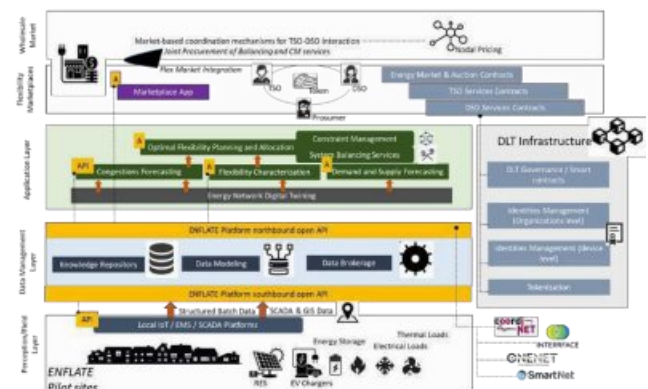 Wholesale
Market
Market-based coordination mechanisms for TSO-DSO Interaction
Joint Procurement of Balancing and CM services
Nodal Pricing
Flex Market Integration
Flexibility
Marketplaces
A
Marketplace App
TSO
Token
DSO
Prosumer
Energy Market & Auction Contracts
TSO Services Contracts
DSO Services Contracts
Application Layer
A
Optimal Flexibility Planning and Allocation
Constraint Management
System Balancing Services
API
Congestions Forecasting
A
Flexibility Characterization
A
Demand and Supply Forecasting
Energy Network Digital Twining
DLT Infrastructure
DLT Governance / Smart
contracts
Identities Management
(Organizations level)
Identities Management (device
level)
Tokenization
Data Management
Layer
ENFLATE Platform northbound open API
Knowledge Repository
Data Modeling
Data Brokerage
ENFLATE Platform southbound open API
Structured Batch Data
SCADA & GIS Data
Perception/Field
Layer
API
Local IoT / EMS / SCADA Platforms
ENFLATE
Pilot sites
RES
EV Chargers
Energy Storage
Thermal Loads
Electrical Loads
coordiNET
INTERRFACE
ONENET
SmartNet